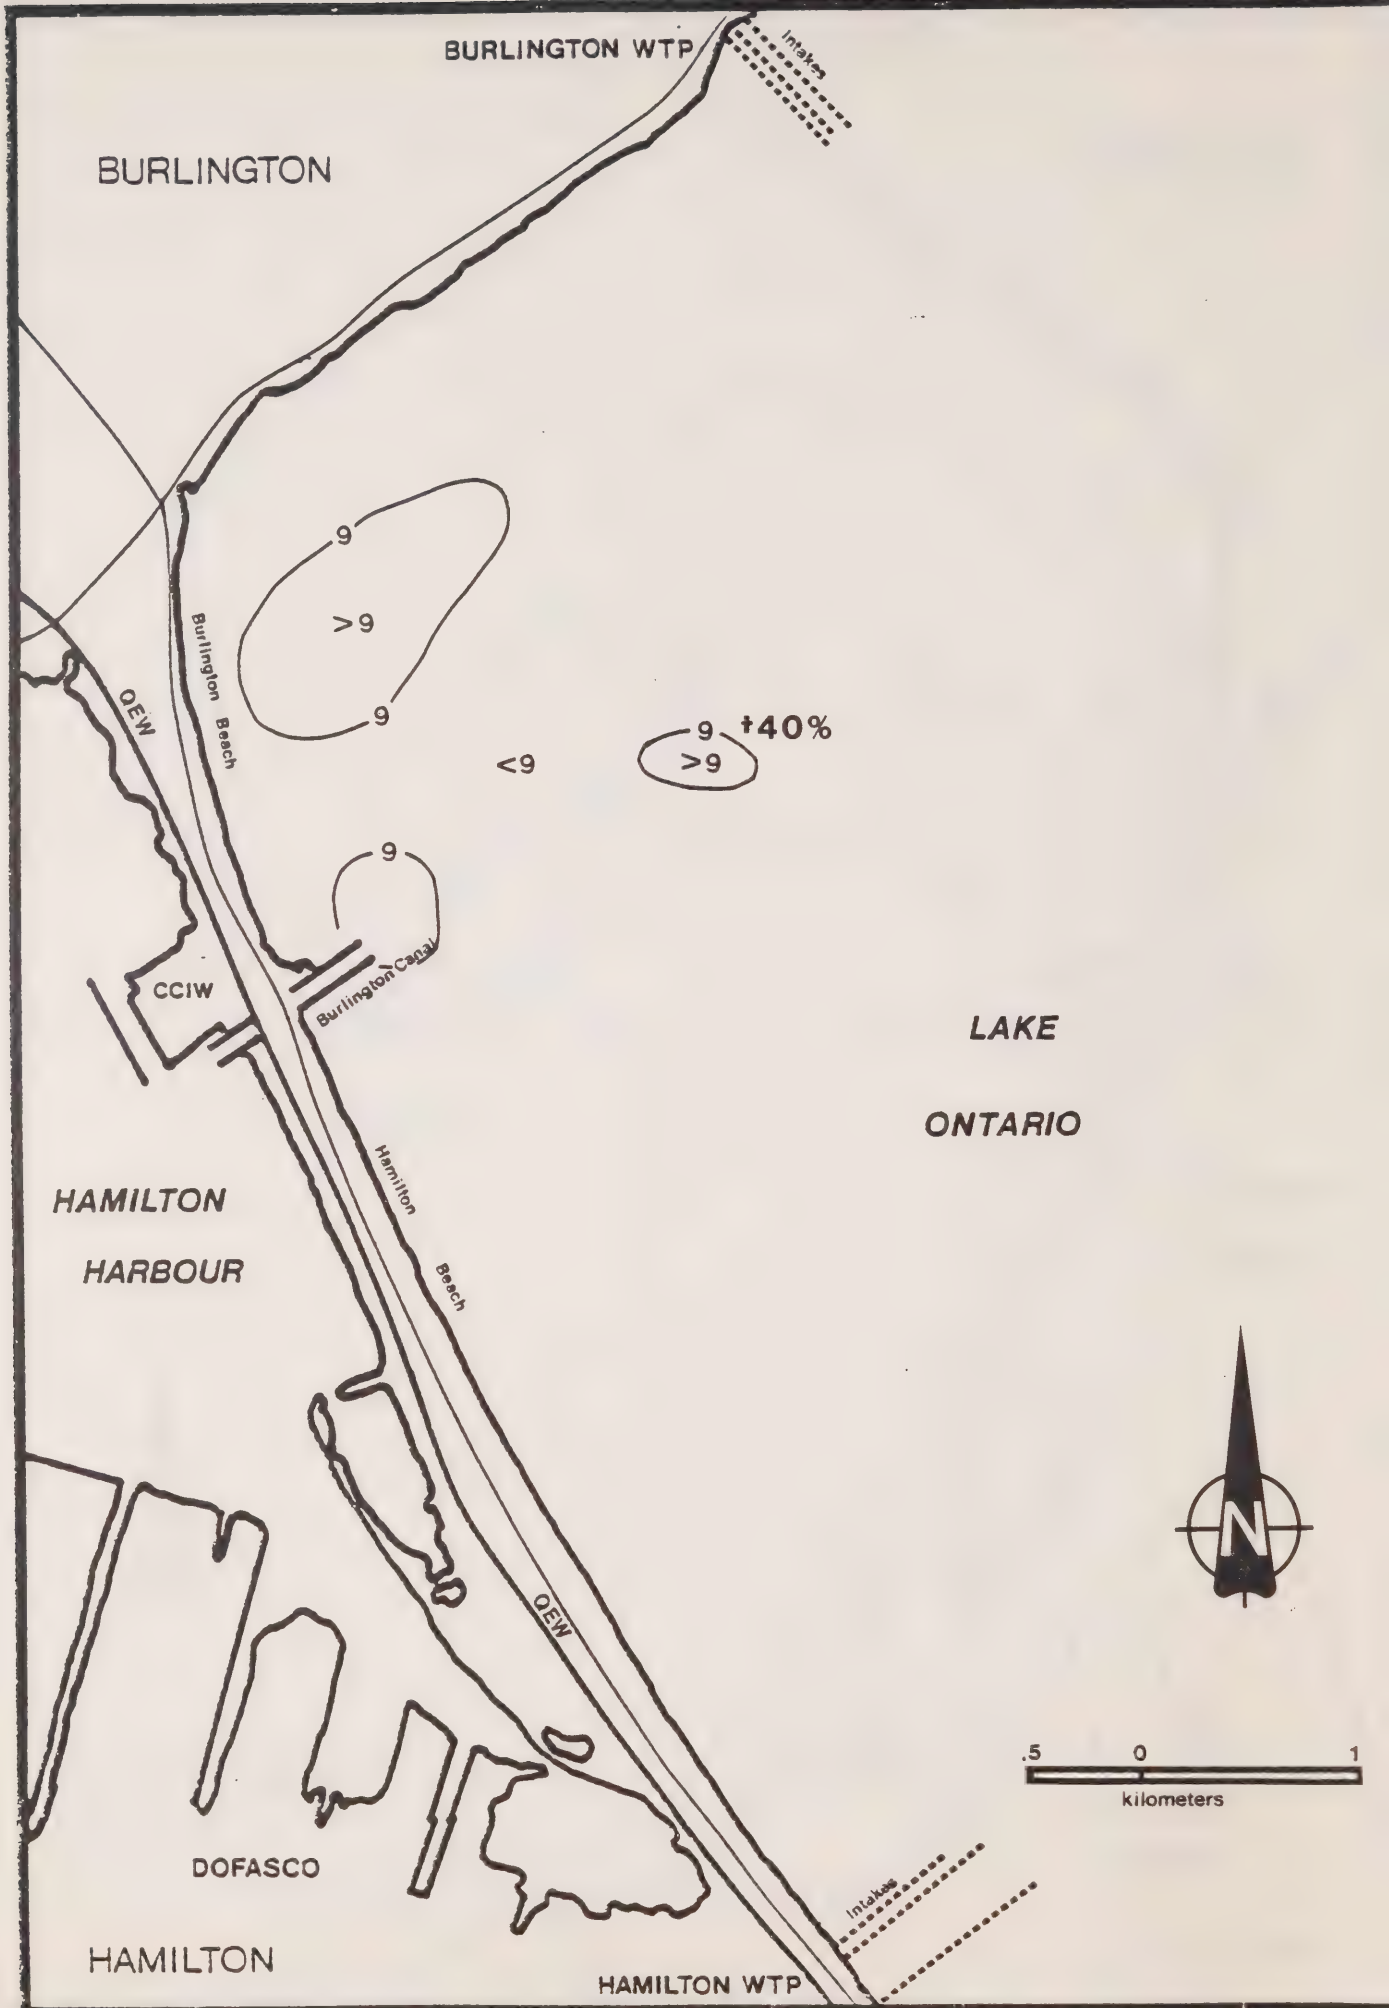 BURLINGTON WTP
Intakes
BURLINGTON
9
>9
Burlington Beach
QEW
9
9 †40%
<9
>9
9
Burlington Canal
CCIW
LAKE
ONTARIO
Hamilton
Beach
HAMILTON
HARBOUR
N
QEW
.5 0 1
kilometers
DOFASCO
Intakes
HAMILTON
HAMILTON WTP